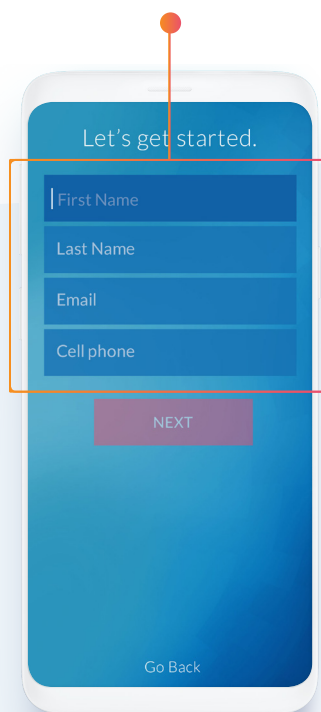 Let's get started.
First Name
Last Name
Email
Cell phone
NEXT
Go Back